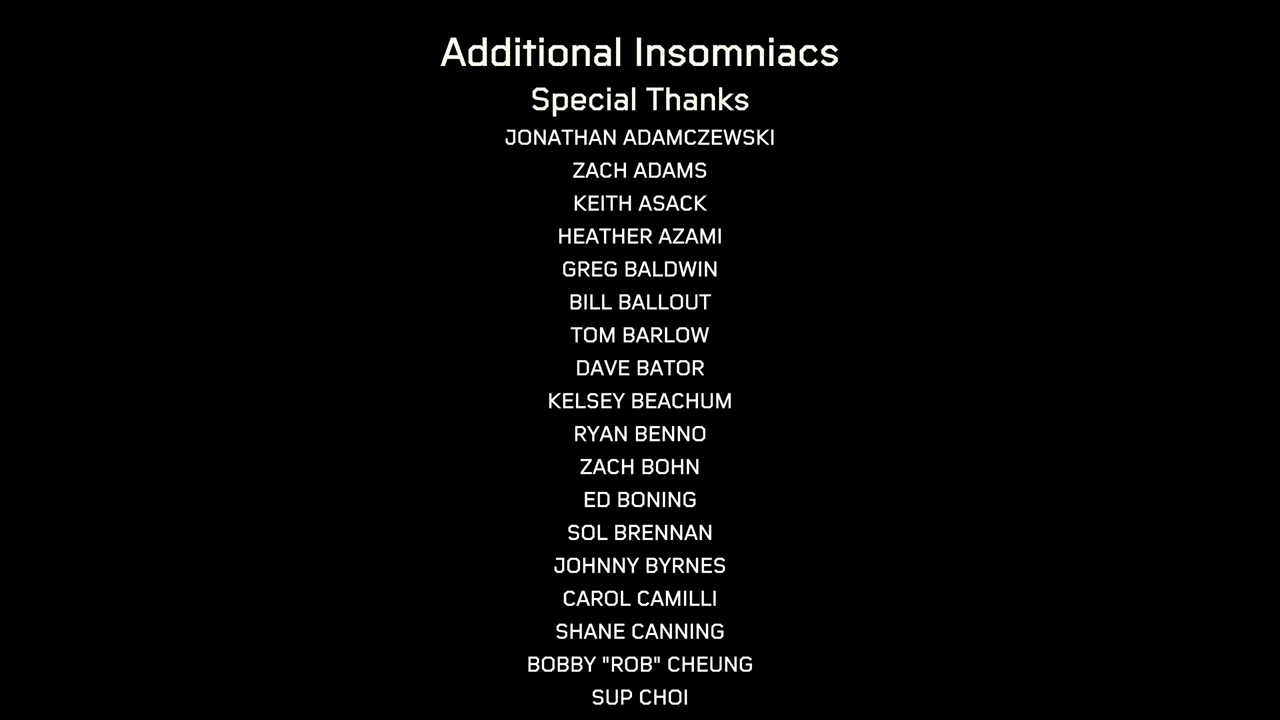 Additional Insomniacs
Special Thanks
JONATHAN ADAMCZEWSKI
ZACH ADAMS
KEITH ASACK
HEATHER AZAMI
GREG BALDWIN
BILL BALLOUT
TOM BARLOW
DAVE BATOR
KELSEY BEACHUM
RYAN BENNO
ZACH BOHN
ED BONING
SOL BRENNAN
JOHNNY BYRNES
CAROL CAMILLI
SHANE CANNING
BOBBY "ROB" CHEUNG
SUP CHOI